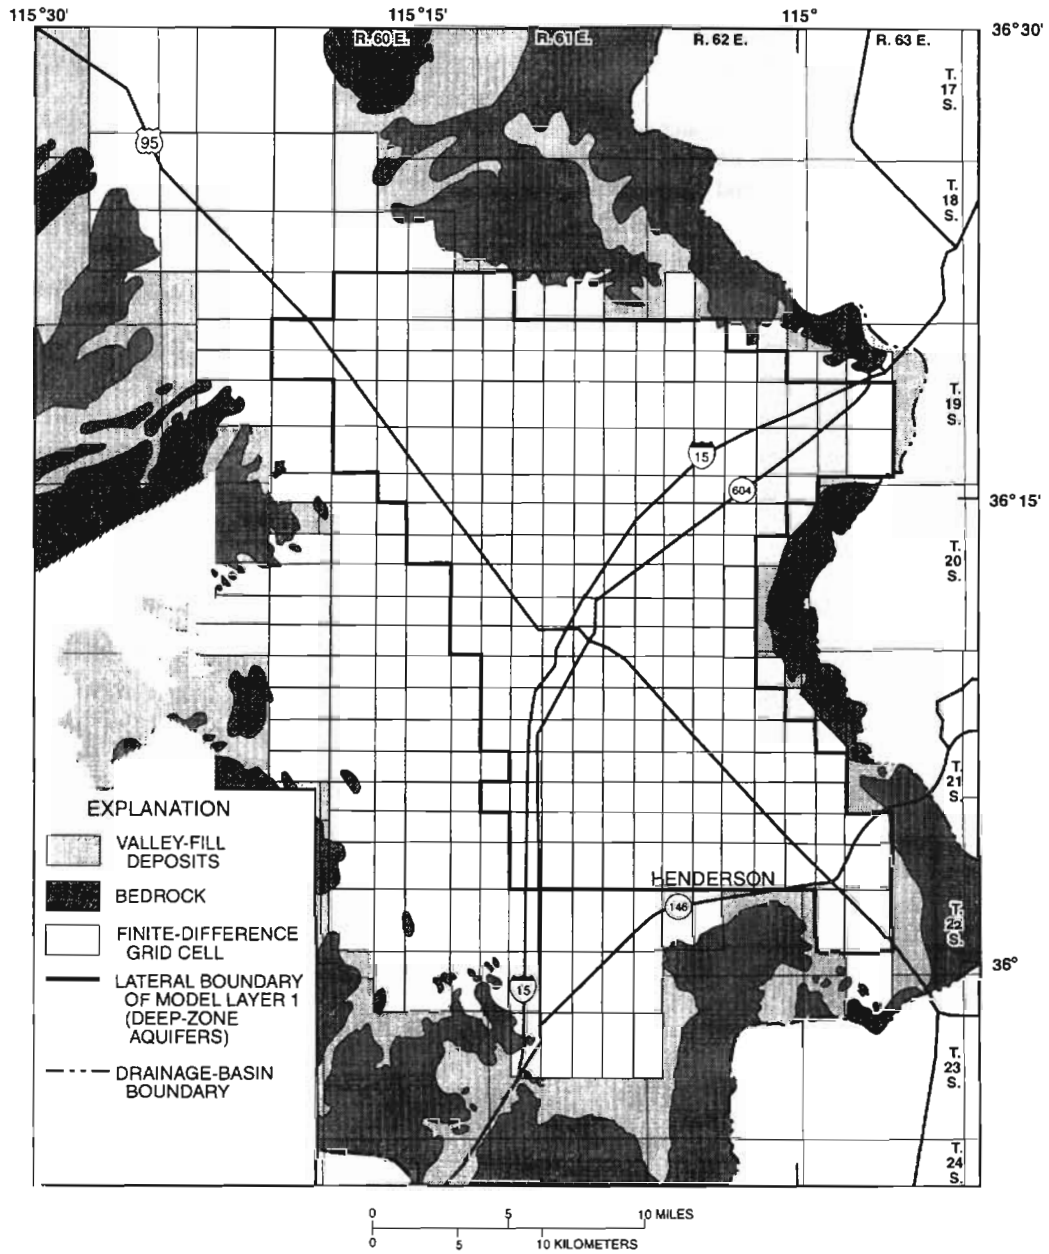 115°30'
115°15'
115°
36°30'
R. 60 E.
R. 61 E.
R. 62 E.
R. 63 E.
T.
17
S.
95
T.
18
S.
T.
19
S.
15
604
36°15'
T.
20
S.
T.
21
S.
EXPLANATION
VALLEY-FILL
DEPOSITS
BEDROCK
FINITE-DIFFERENCE
GRID CELL
LATERAL BOUNDARY
OF MODEL LAYER 1
(DEEP-ZONE
AQUIFERS)
DRAINAGE-BASIN
BOUNDARY
HENDERSON
146
T.
22
S.
36°
15
T.
23
S.
T.
24
S.
0 5 10 MILES
0 5 10 KILOMETERS